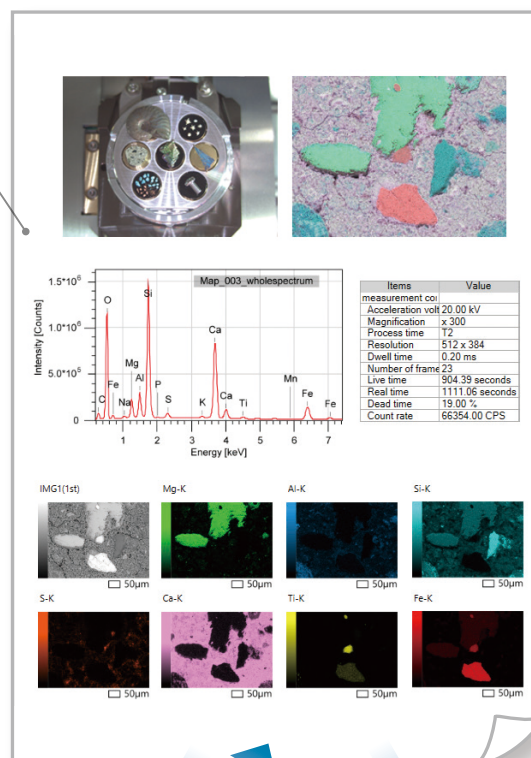 Map_003_wholespectrum
Intensity [Counts]
1.5*10⁶
1.0*10⁶
5.0*10⁵
0
C
O
Fe
Na
Mg
Al
Si
P
S
K
Ca
Ca
Ti
Mn
Fe
Fe
1 2 3 4 5 6 7
Energy [keV]
Items Value
measurement cor
Acceleration volt 20.00 kV
Magnification x 300
Process time T2
Resolution 512 x 384
Dwell time 0.20 ms
Number of frame 23
Live time 904.39 seconds
Real time 1111.06 seconds
Dead time 19.00 %
Count rate 66354.00 CPS
IMG1(1st) Mg-K Al-K Si-K
50μm 50μm 50μm 50μm
S-K Ca-K Ti-K Fe-K
50μm 50μm 50μm 50μm